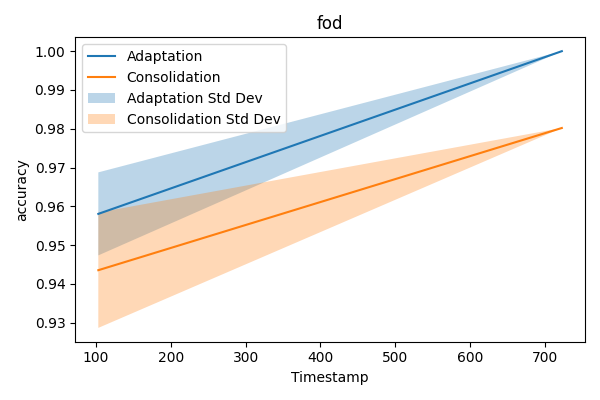 fod
Adaptation
Consolidation
Adaptation Std Dev
Consolidation Std Dev
accuracy
1.00
0.99
0.98
0.97
0.96
0.95
0.94
0.93
100 200 300 400 500 600 700
Timestamp